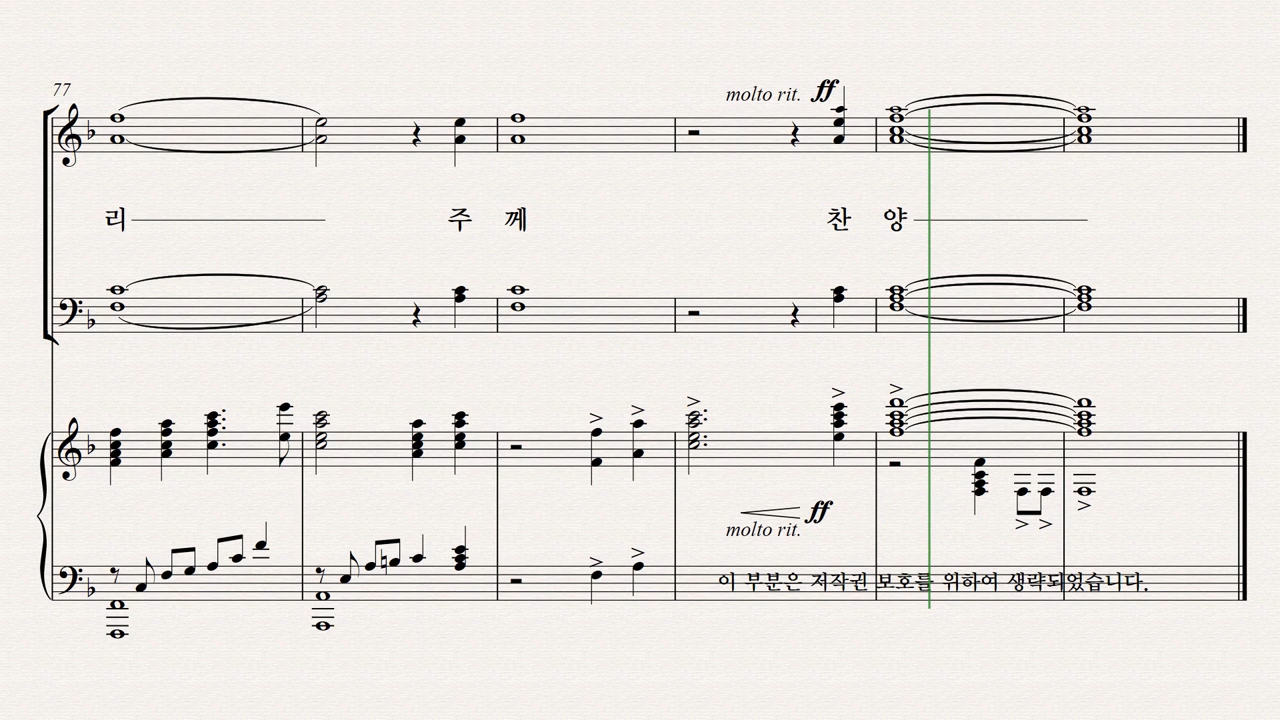 77
molto rit. ff
리 주 께 찬 양
ff
molto rit.
이 부분은 저작권 보호를 위하여 생략되었습니다.